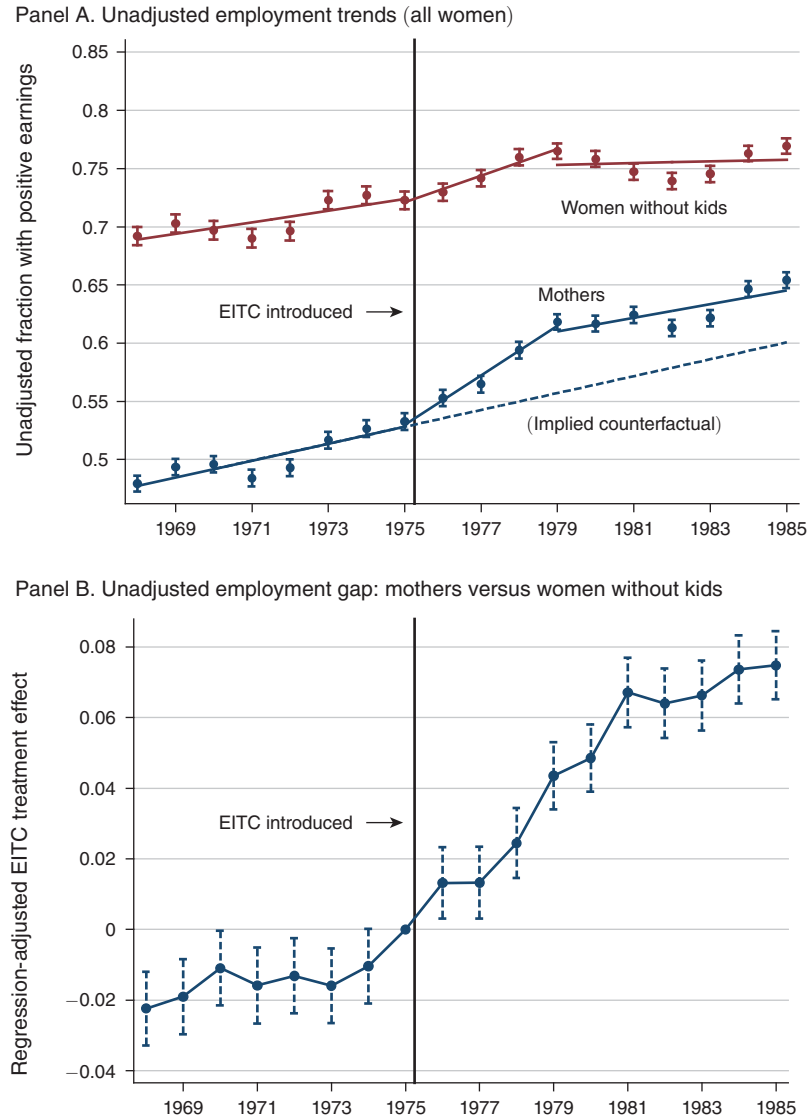 Panel A. Unadjusted employment trends (all women)
Unadjusted fraction with positive earnings
0.85
0.8
0.75
0.7
0.65
0.6
0.55
0.5
Women without kids
EITC introduced
Mothers
(Implied counterfactual)
1969 1971 1973 1975 1977 1979 1981 1983 1985
Panel B. Unadjusted employment gap: mothers versus women without kids
Regression-adjusted EITC treatment effect
0.08
0.06
0.04
0.02
0
−0.02
−0.04
EITC introduced
1969 1971 1973 1975 1977 1979 1981 1983 1985